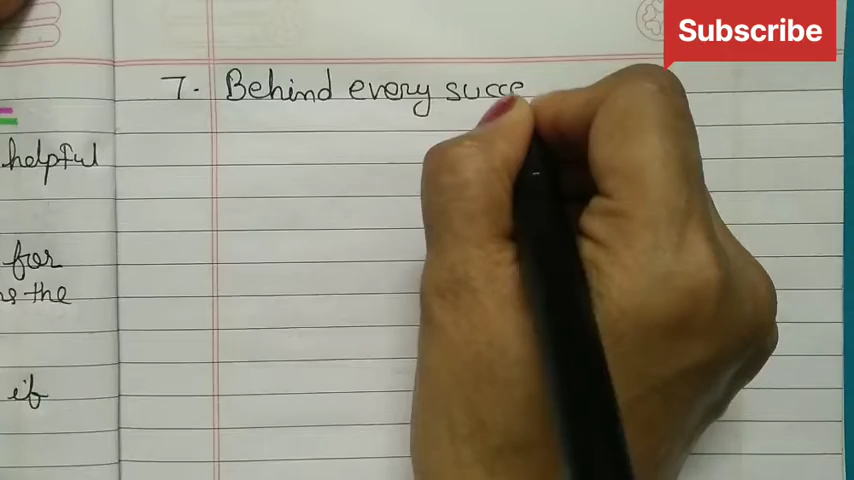 Subscribe
7. Behind every succe
helpful
for
the
if